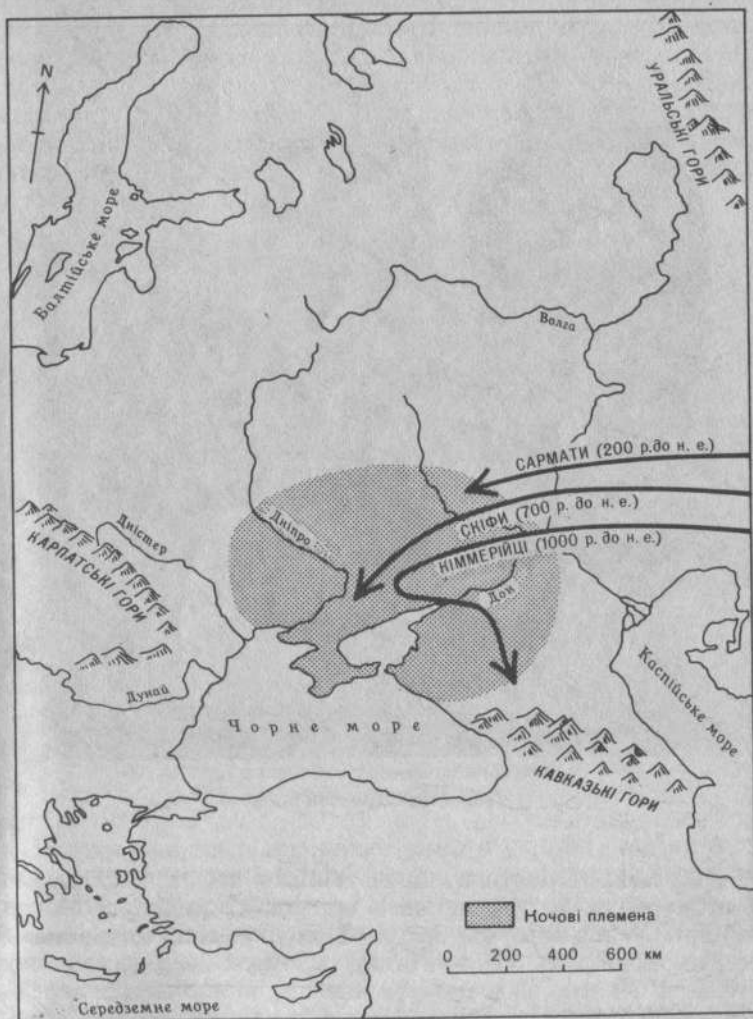 N
УРАЛЬСЬКІ ГОРИ
Балтійське море
Волга
САРМАТИ (200 р. до н. е.)
СКІФИ (700 р. до н. е.)
КІММЕРІЙЦІ (1000 р. до н. е.)
Дніпро
Дністер
КАРПАТСЬКІ ГОРИ
Дон
Дунай
Каспійське море
Чорне море
КАВКАЗЬКІ ГОРИ
Ночові племена
0 200 400 600 км
Середземне море